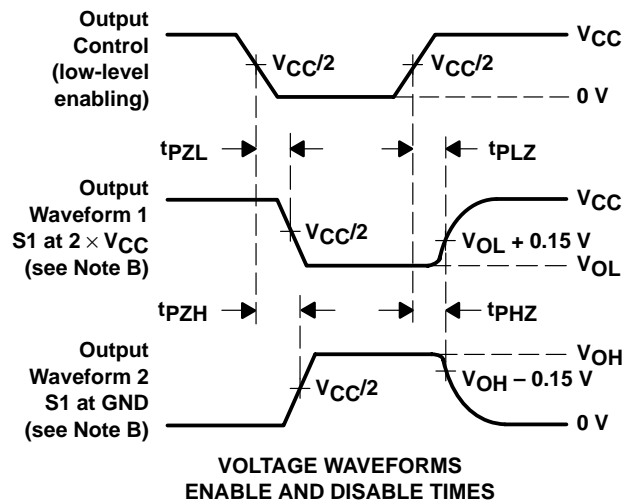 Output
Control
(low-level
enabling)
VCC/2
VCC/2
VCC
0 V
tPZL
tPLZ
Output
Waveform 1
S1 at 2 × VCC
(see Note B)
VCC/2
VCC
VOL + 0.15 V
VOL
tPZH
tPHZ
Output
Waveform 2
S1 at GND
(see Note B)
VCC/2
VOH
VOH – 0.15 V
0 V
VOLTAGE WAVEFORMS
ENABLE AND DISABLE TIMES